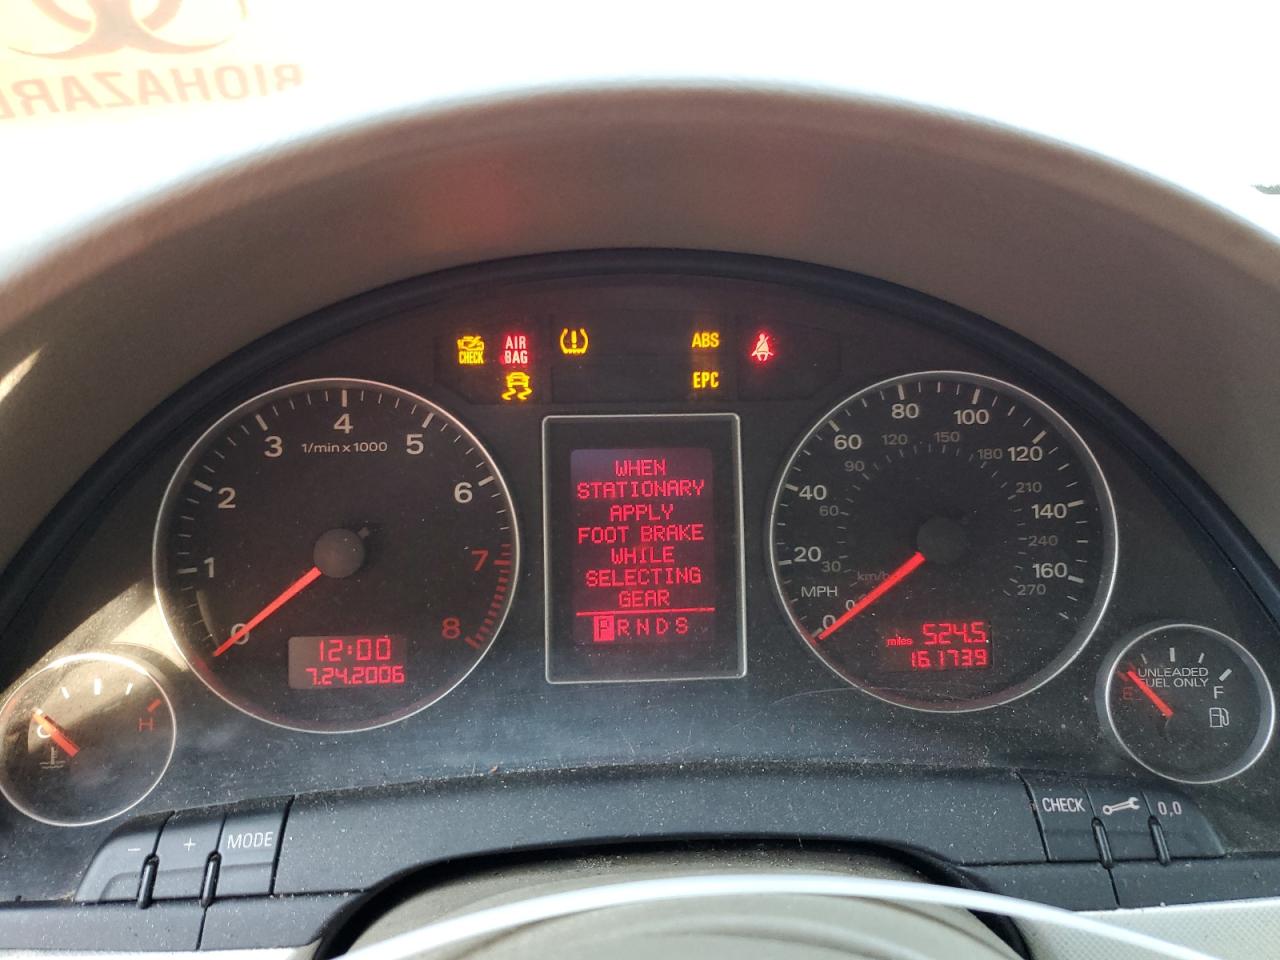 BIOHAZARD
CHECK
AIR
BAG
ABS
EPC
1/min x 1000
0
1
2
3
4
5
6
7
8
12:00
7.24.2006
WHEN
STATIONARY
APPLY
FOOT BRAKE
WHILE
SELECTING
GEAR
P R N D S
0
20
40
60
80
100
120
140
160
MPH
km/h
30
60
90
120
150
180
210
240
270
miles 524.5
161739
C
H
UNLEADED
FUEL ONLY
E
F
- + MODE
CHECK 0,0